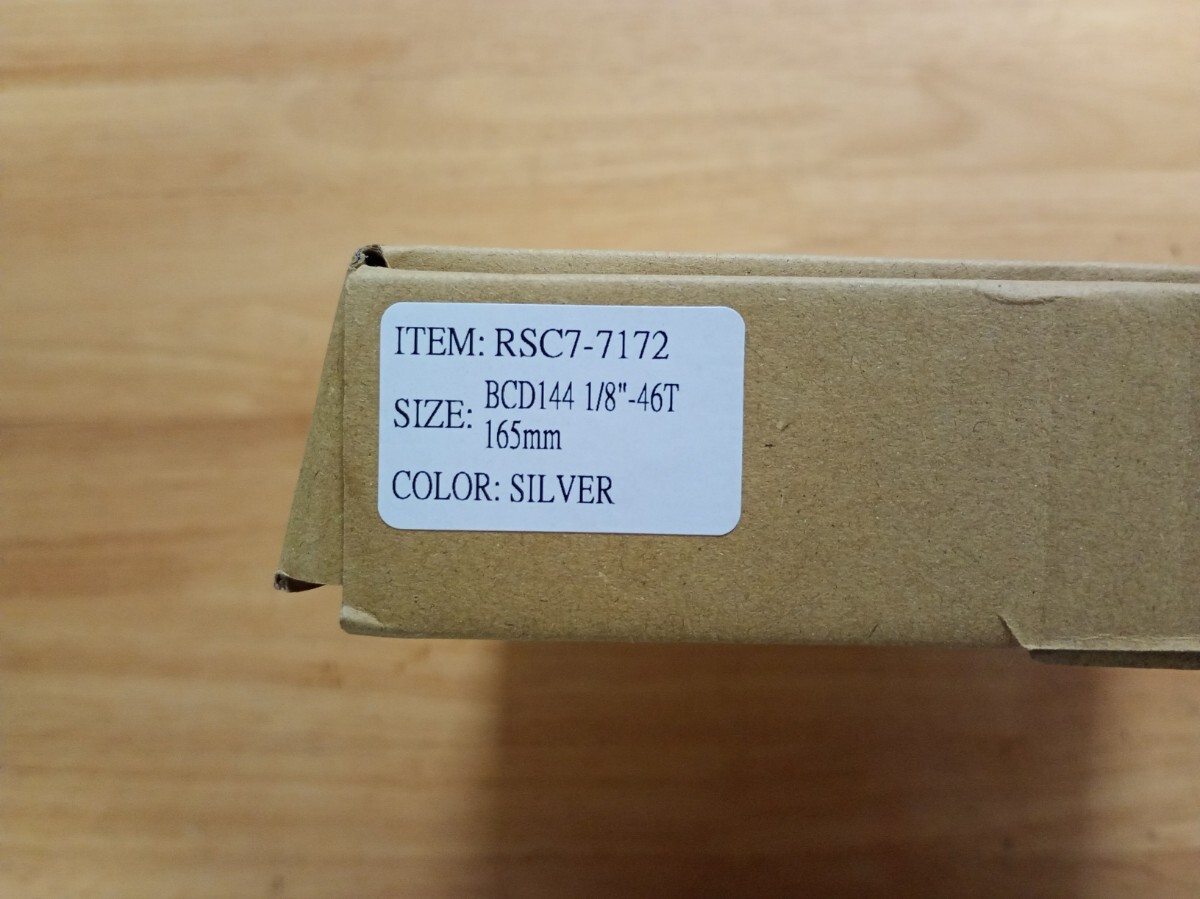 ITEM: RSC7-7172
SIZE: BCD144 1/8"-46T
165mm
COLOR: SILVER